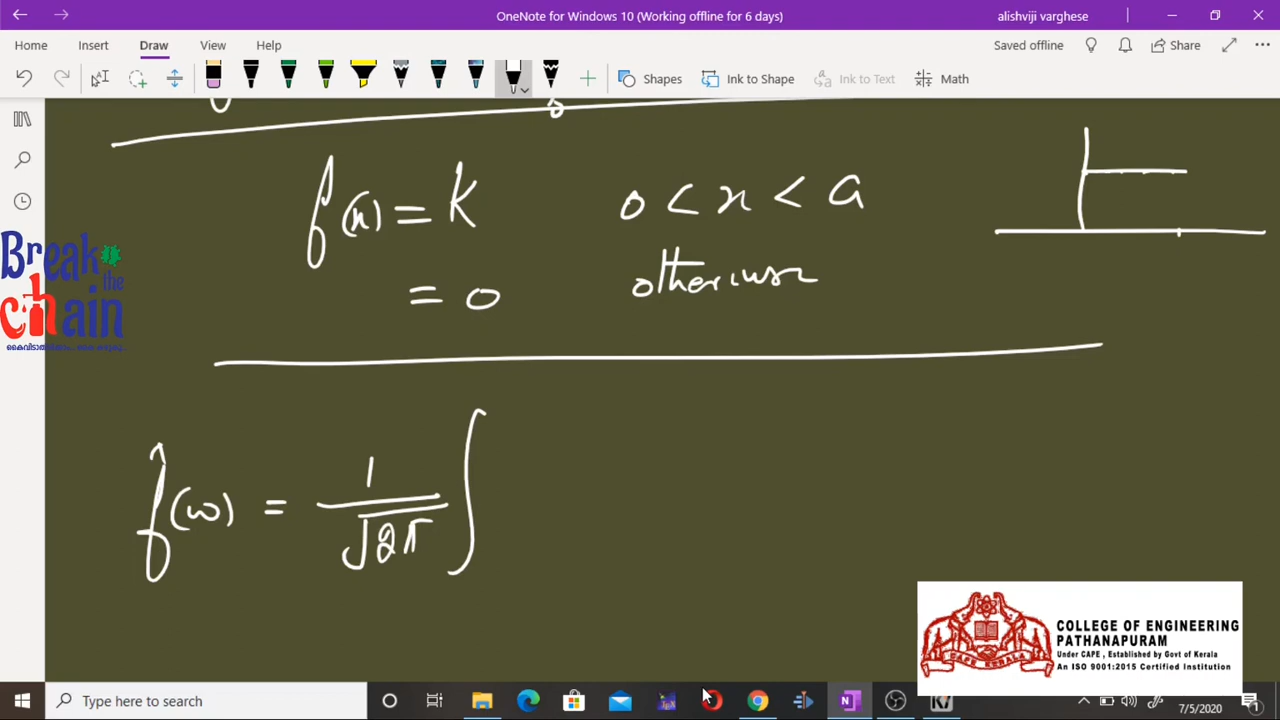 OneNote for Windows 10 (Working offline for 6 days)
alishviji varghese
Home Insert Draw View Help
Saved offline
Share
Shapes
Ink to Shape
Ink to Text
Math
f(x) = k 0 < x < a
= 0 otherwise
Break
the
chain
f̂(w) = 1/√2π ∫
COLLEGE OF ENGINEERING
PATHANAPURAM
Under CAPE , Established by Govt of Kerala
An ISO 9001:2015 Certified Institution
Type here to search
7/5/2020